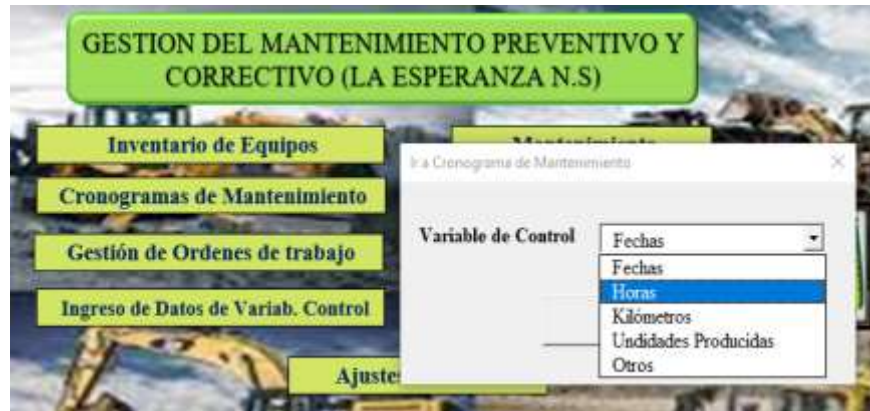 GESTION DEL MANTENIMIENTO PREVENTIVO Y
CORRECTIVO (LA ESPERANZA N.S)
Inventario de Equipos
Mantenimiento
Cronogramas de Mantenimiento
Gestión de Ordenes de trabajo
Ingreso de Datos de Variab. Control
Ajustes
Ir a Cronograma de Mantenimiento
Variable de Control
Fechas
Fechas
Horas
Kilómetros
Undidades Producidas
Otros